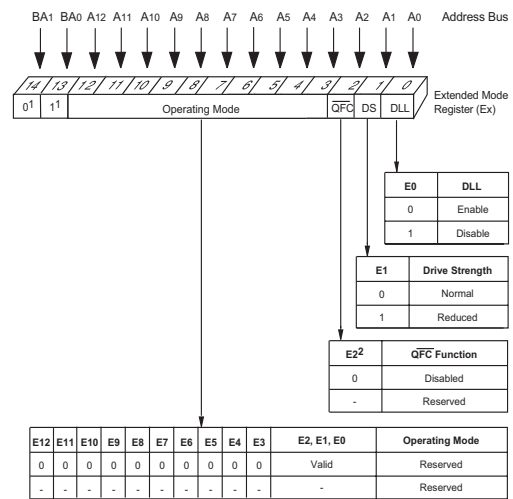 BA1 BA0 A12 A11 A10 A9 A8 A7 A6 A5 A4 A3 A2 A1 A0 Address Bus
14 13 12 11 10 9 8 7 6 5 4 3 2 1 0
Extended Mode
Register (Ex)
0¹ 1¹ Operating Mode Q̅F̅C̅ DS DLL
E0 DLL
0 Enable
1 Disable
E1 Drive Strength
0 Normal
1 Reduced
E2² Q̅F̅C̅ Function
0 Disabled
- Reserved
E12 E11 E10 E9 E8 E7 E6 E5 E4 E3 E2, E1, E0 Operating Mode
0 0 0 0 0 0 0 0 0 0 Valid Reserved
- - - - - - - - - - - Reserved